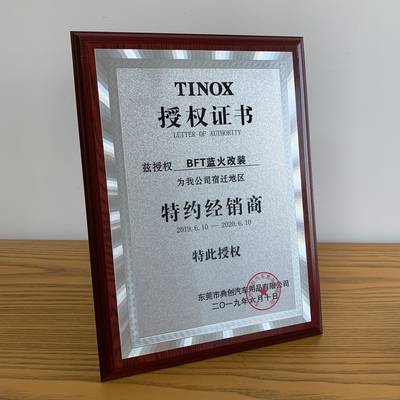 TINOX
授权证书
LETTER OF AUTHORITY
兹授权 BFT蓝火改装
为我公司宿迁地区
特约经销商
2019.6.10 — 2020.6.10
特此授权
东莞市典创汽车用品有限公司
二〇一九年六月十日